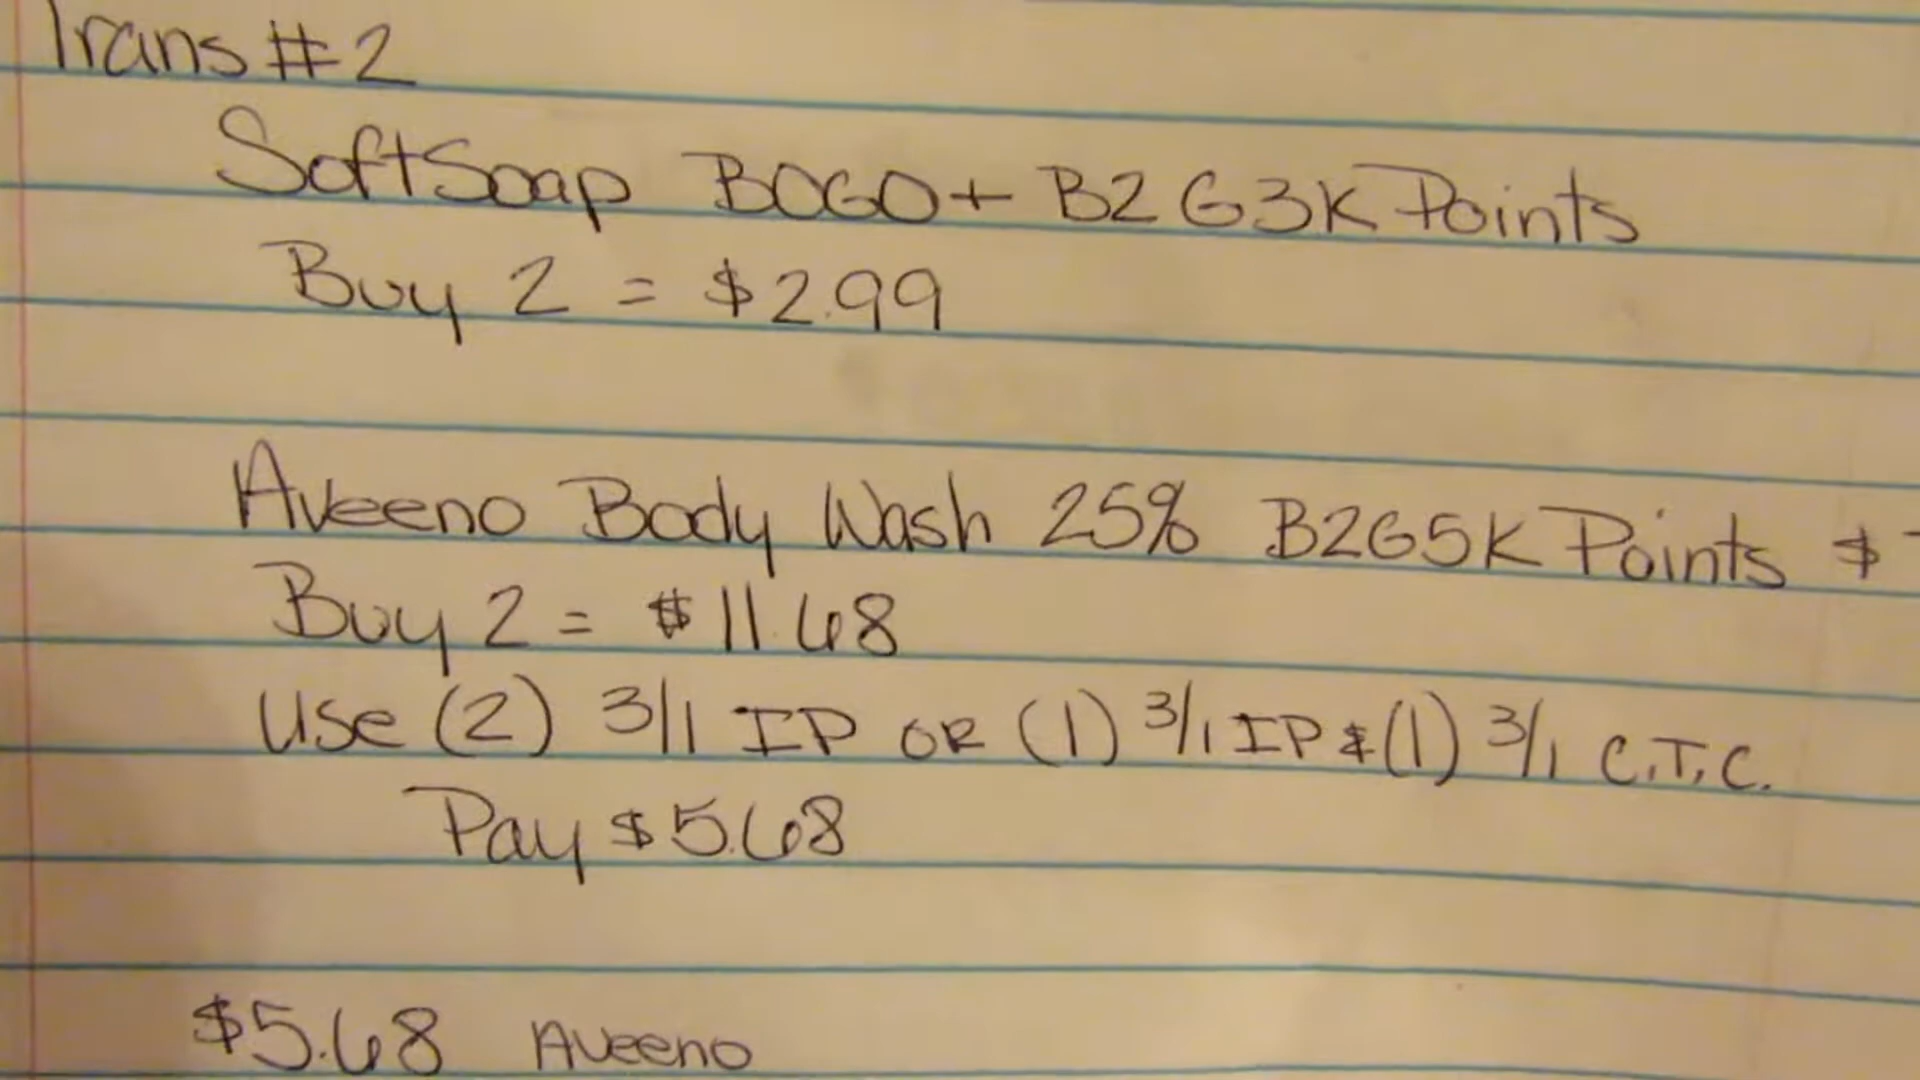 Trans #2
SoftSoap BOGO + B2G3K Points
Buy 2 = $2.99
Aveeno Body Wash 25% B2G5K Points $
Buy 2 = $11.68
Use (2) 3/1 IP OR (1) 3/1 IP & (1) 3/1 C.T.C.
Pay $5.68
$5.68 Aveeno